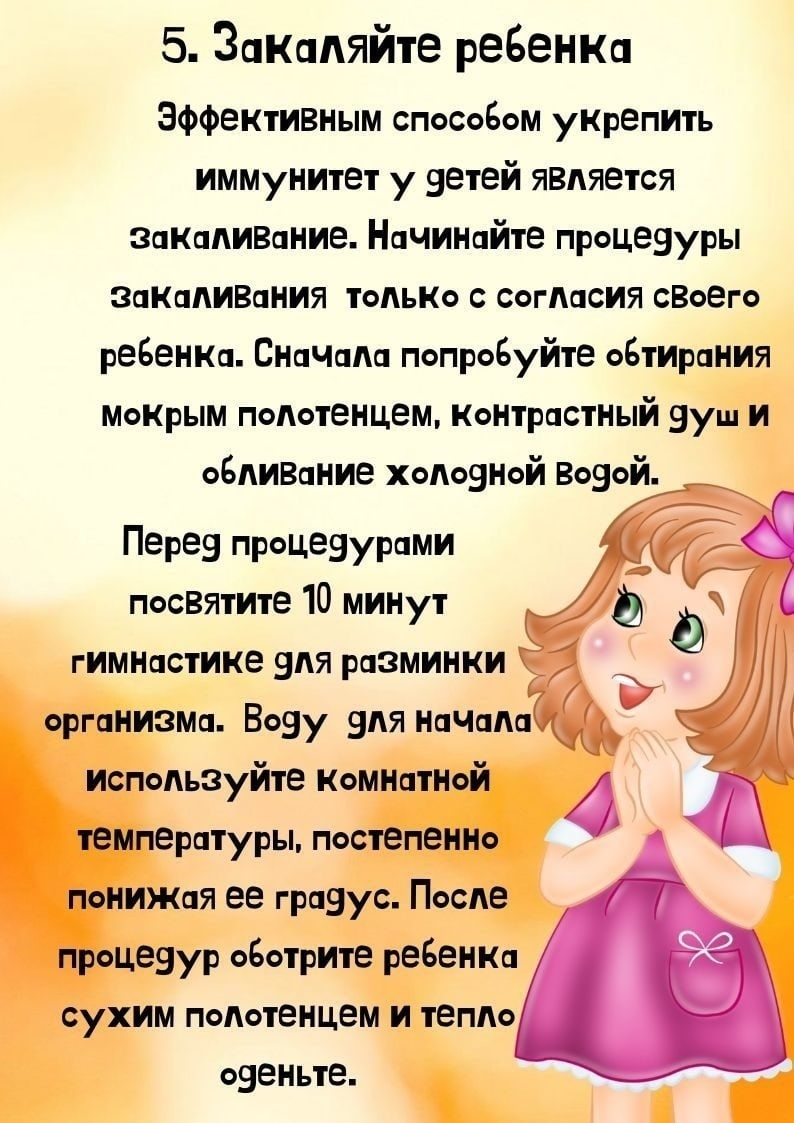 5. Закаляйте ребенка
Эффективным способом укрепить
иммунитет у детей является
закаливание. Начинайте процедуры
закаливания только с согласия своего
ребенка. Сначала попробуйте обтирания
мокрым полотенцем, контрастный душ и
обливание холодной водой.
Перед процедурами
посвятите 10 минут
гимнастике для разминки
организма. Воду для начала
используйте комнатной
температуры, постепенно
понижая ее градус. После
процедур оботрите ребенка
сухим полотенцем и тепло
оденьте.